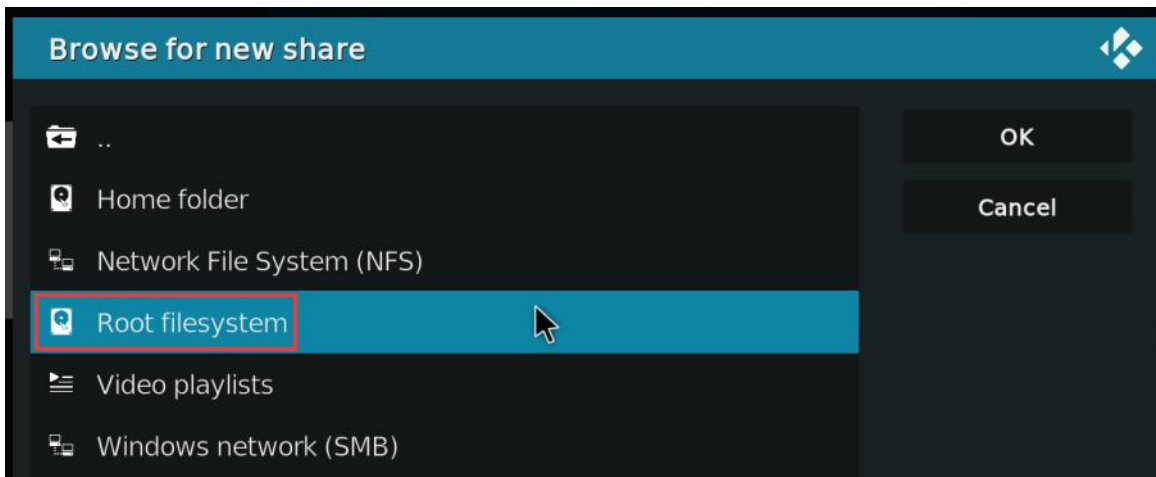 Browse for new share
..
OK
Home folder
Cancel
Network File System (NFS)
Root filesystem
Video playlists
Windows network (SMB)